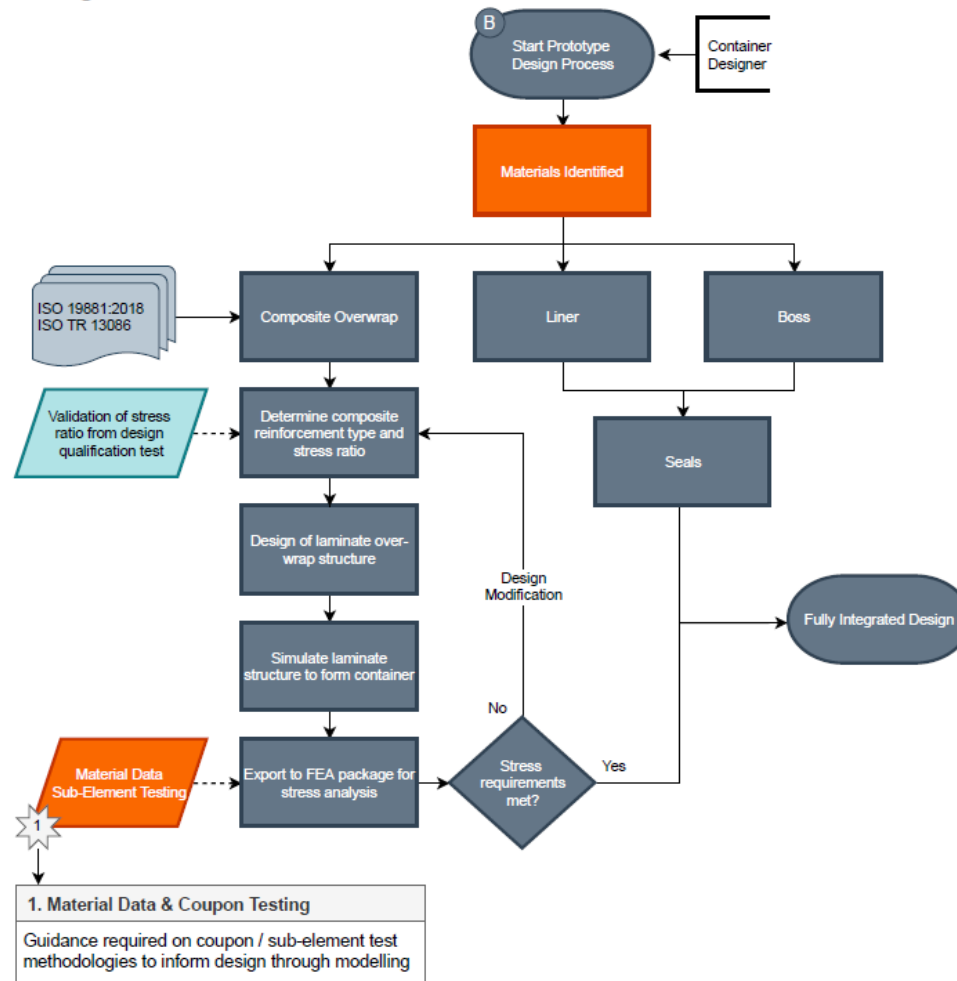 B
Start Prototype
Design Process
Container
Designer
Materials Identified
ISO 19881:2018
ISO TR 13086
Composite Overwrap
Liner
Boss
Validation of stress
ratio from design
qualification test
Determine composite
reinforcement type and
stress ratio
Seals
Design of laminate over-
wrap structure
Design
Modification
Fully Integrated Design
Simulate laminate
structure to form container
No
Material Data
Sub-Element Testing
Export to FEA package for
stress analysis
Stress
requirements
met?
Yes
1
1. Material Data & Coupon Testing
Guidance required on coupon / sub-element test
methodologies to inform design through modelling